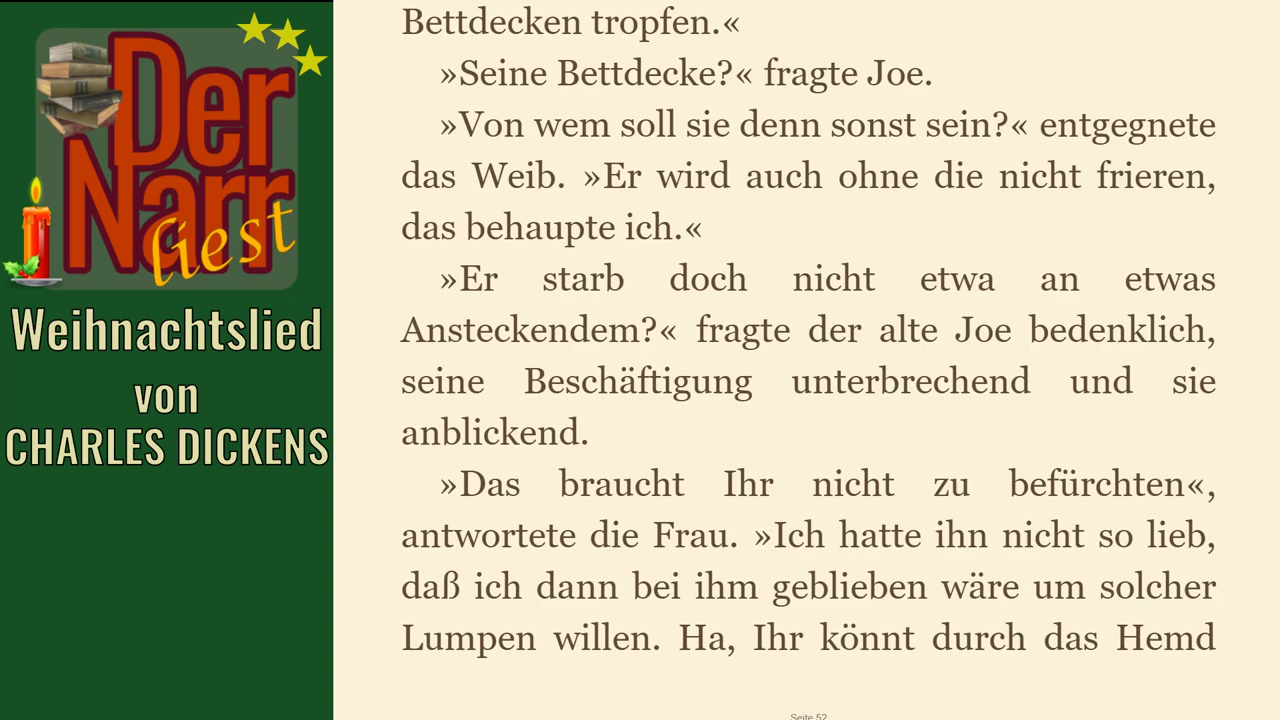 Der
Narr
liest
Weihnachtslied
von
CHARLES DICKENS
Bettdecken tropfen.«
»Seine Bettdecke?« fragte Joe.
»Von wem soll sie denn sonst sein?« entgegnete
das Weib. »Er wird auch ohne die nicht frieren,
das behaupte ich.«
»Er starb doch nicht etwa an etwas
Ansteckendem?« fragte der alte Joe bedenklich,
seine Beschäftigung unterbrechend und sie
anblickend.
»Das braucht Ihr nicht zu befürchten«,
antwortete die Frau. »Ich hatte ihn nicht so lieb,
daß ich dann bei ihm geblieben wäre um solcher
Lumpen willen. Ha, Ihr könnt durch das Hemd
Seite 52